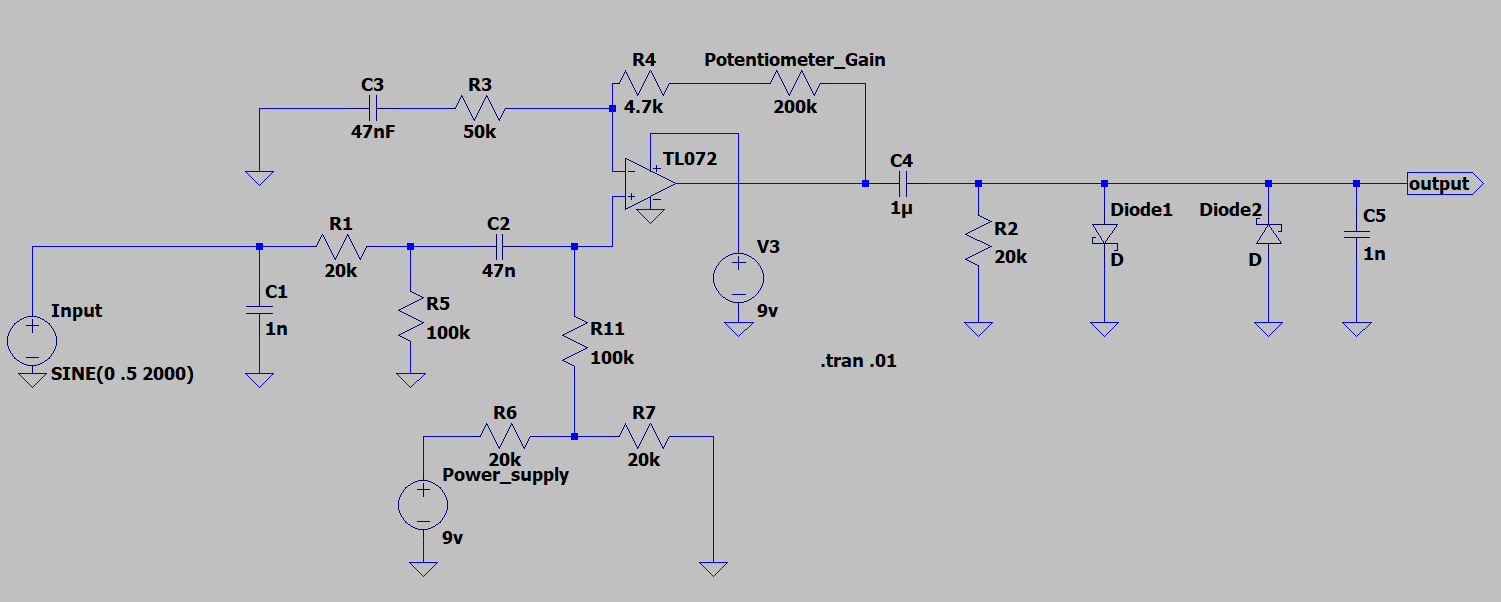 R4
Potentiometer_Gain
C3
R3
4.7k
200k
47nF
50k
TL072
C4
1µ
output
R1
C2
Diode1
Diode2
C5
R2
20k
47n
V3
20k
D
D
1n
C1
R5
1n
100k
9v
Input
R11
100k
SINE(0 .5 2000)
.tran .01
R6
R7
20k
20k
Power_supply
9v